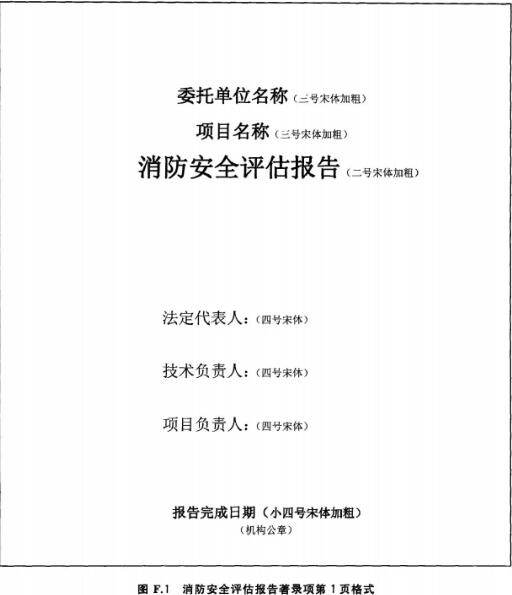 委托单位名称（三号宋体加粗）
项目名称（三号宋体加粗）
消防安全评估报告（二号宋体加粗）
法定代表人：（四号宋体）
技术负责人：（四号宋体）
项目负责人：（四号宋体）
报告完成日期（小四号宋体加粗）
（机构公章）
图 F.1 消防安全评估报告著录项第1页格式